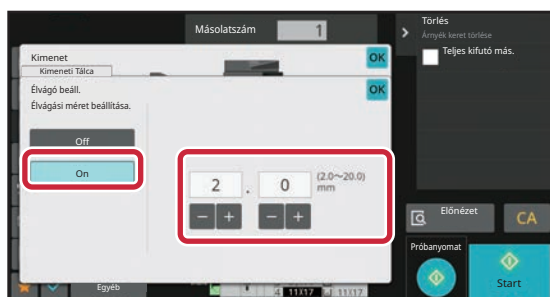 Másolatszám 1
Törlés
Árnyék keret törlése
Teljes kifutó más.
Kimenet OK
Kimeneti Tálca
Élvágó beáll. OK
Élvágási méret beállítása.
Off
On
2 . 0 (2.0~20.0) mm
− + − +
Előnézet CA
Próbanyomat
Start
Egyéb
4 11X17 11X17